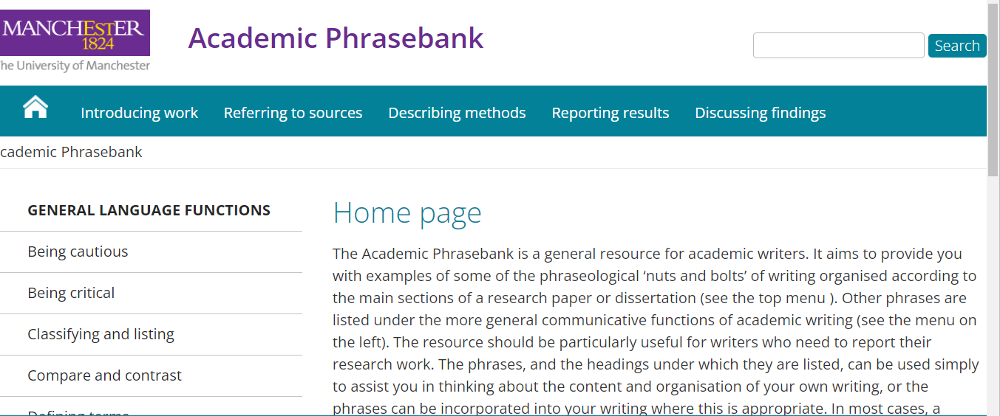 MANCHESTER
1824
he University of Manchester
Academic Phrasebank
Search
Introducing work Referring to sources Describing methods Reporting results Discussing findings
cademic Phrasebank
GENERAL LANGUAGE FUNCTIONS
Being cautious
Being critical
Classifying and listing
Compare and contrast
Defining terms
Home page
The Academic Phrasebank is a general resource for academic writers. It aims to provide you
with examples of some of the phraseological ‘nuts and bolts’ of writing organised according to
the main sections of a research paper or dissertation (see the top menu ). Other phrases are
listed under the more general communicative functions of academic writing (see the menu on
the left). The resource should be particularly useful for writers who need to report their
research work. The phrases, and the headings under which they are listed, can be used simply
to assist you in thinking about the content and organisation of your own writing, or the
phrases can be incorporated into your writing where this is appropriate. In most cases, a